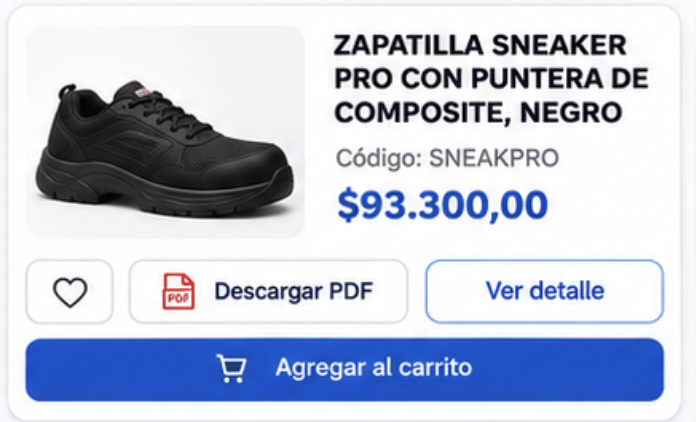 ZAPATILLA SNEAKER
PRO CON PUNTERA DE
COMPOSITE, NEGRO
Código: SNEAKPRO
$93.300,00
PDF
Descargar PDF
Ver detalle
Agregar al carrito